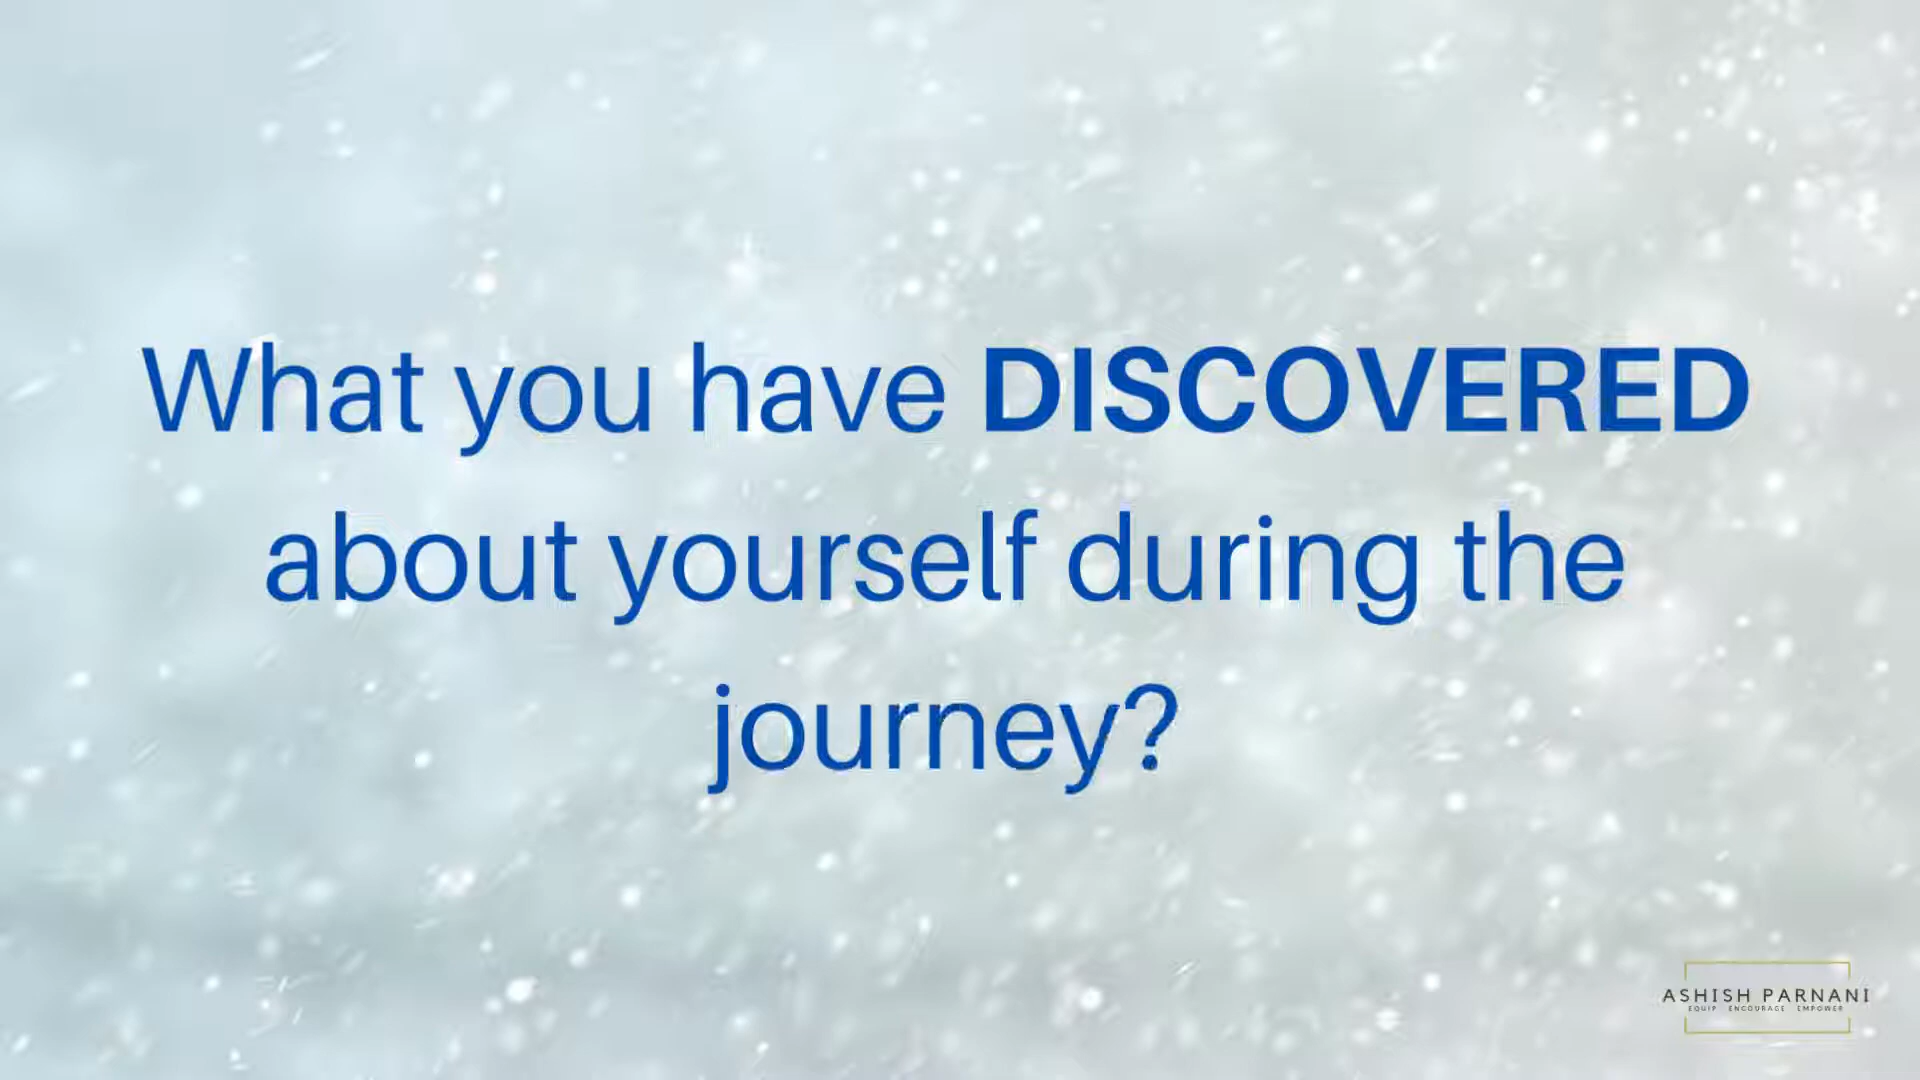 What you have DISCOVERED
about yourself during the
journey?
ASHISH PARNANI
EQUIP ENCOURAGE EMPOWER